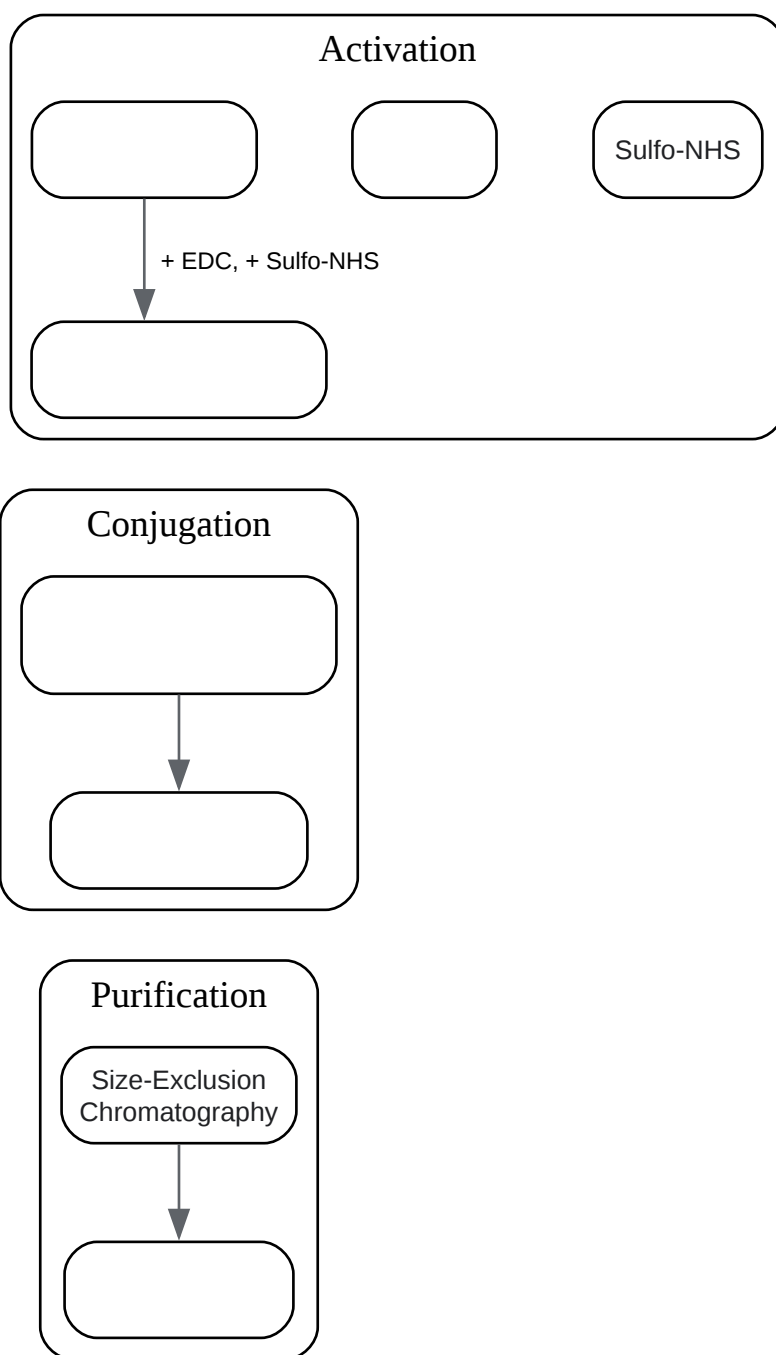 Activation
Sulfo-NHS
+ EDC, + Sulfo-NHS
Conjugation
Purification
Size-Exclusion
Chromatography